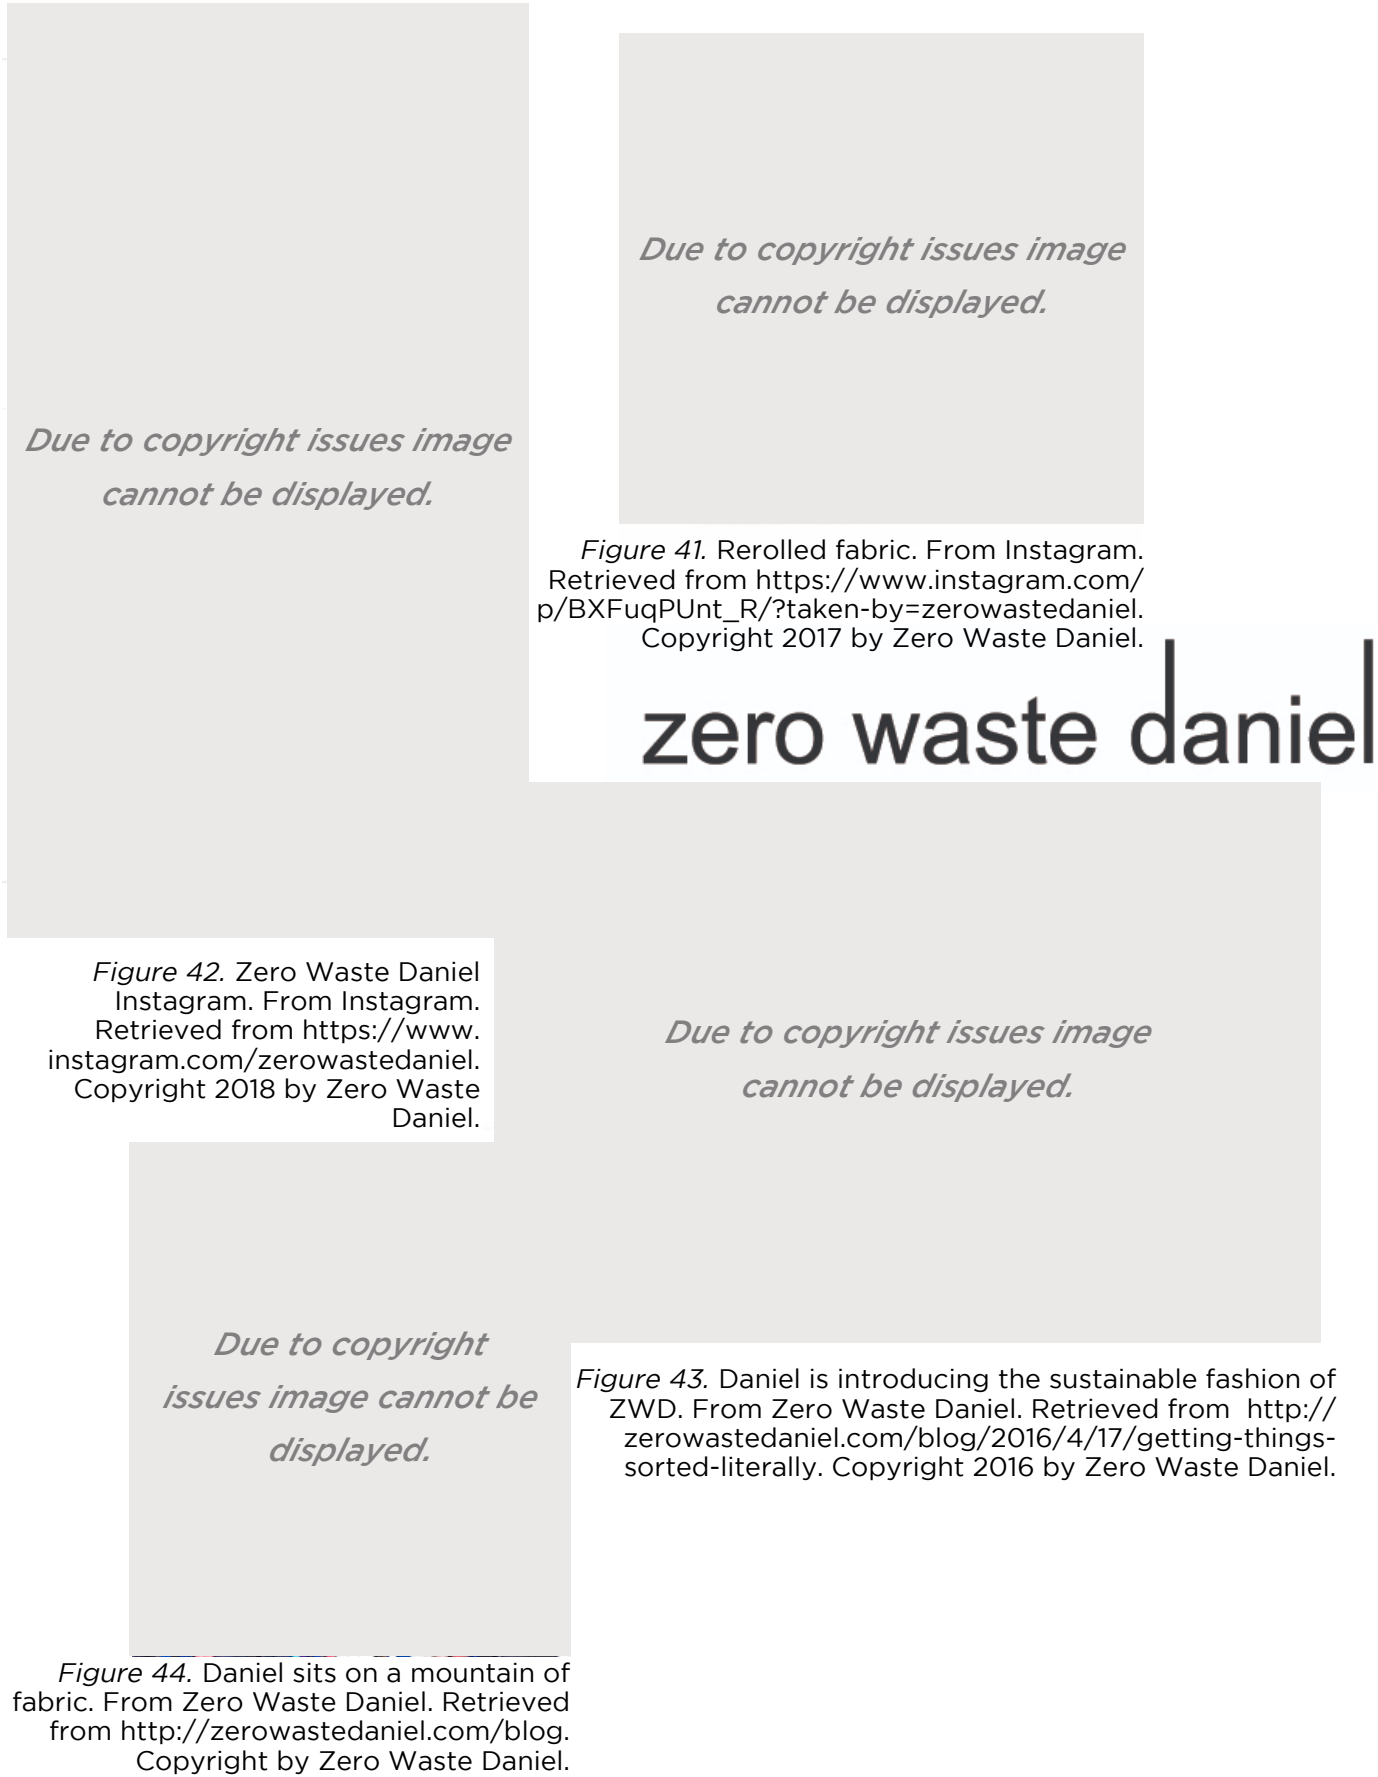 Due to copyright issues image
cannot be displayed.
Due to copyright issues image
cannot be displayed.
Figure 41. Rerolled fabric. From Instagram.
Retrieved from https://www.instagram.com/
p/BXFuqPUnt_R/?taken-by=zerowastedaniel.
Copyright 2017 by Zero Waste Daniel.
zero waste daniel
Figure 42. Zero Waste Daniel
Instagram. From Instagram.
Retrieved from https://www.
instagram.com/zerowastedaniel.
Copyright 2018 by Zero Waste
Daniel.
Due to copyright issues image
cannot be displayed.
Due to copyright
issues image cannot be
displayed.
Figure 43. Daniel is introducing the sustainable fashion of
ZWD. From Zero Waste Daniel. Retrieved from  http://
zerowastedaniel.com/blog/2016/4/17/getting-things-
sorted-literally. Copyright 2016 by Zero Waste Daniel.
Figure 44. Daniel sits on a mountain of
fabric. From Zero Waste Daniel. Retrieved
from http://zerowastedaniel.com/blog.
Copyright by Zero Waste Daniel.